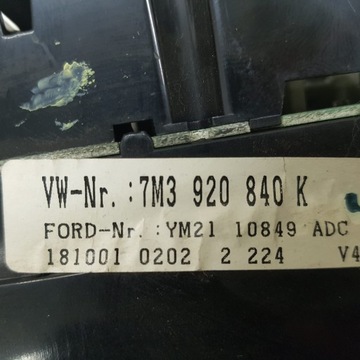 VW-Nr. :7M3 920 840 K
FORD-Nr. :YM21 10849 ADC
181001 0202 2 224 V4